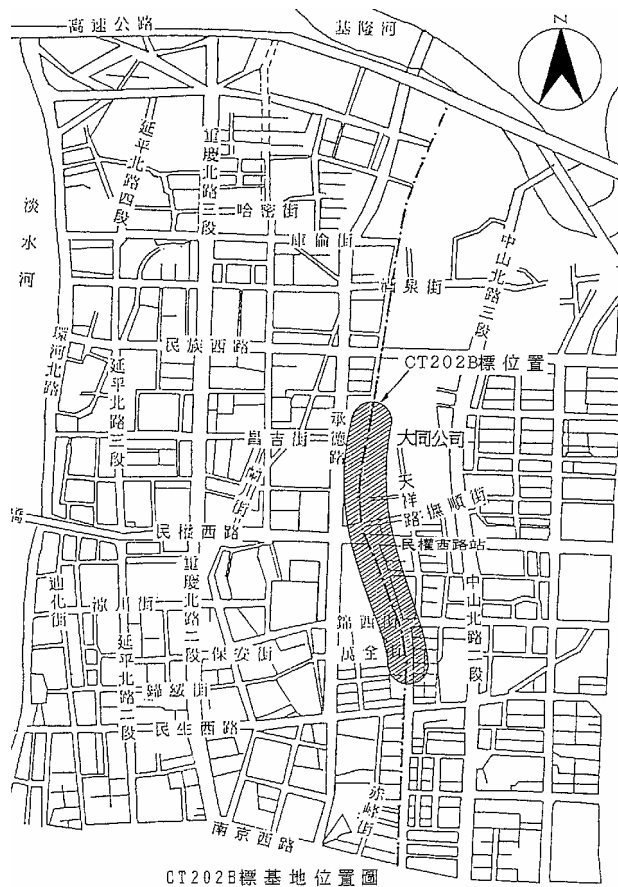 高速公路
基隆河
N
延平北路四段
重慶北路三段
哈密街
庫倫街
淡水河
酒泉街
中山北路三段
環河北路
民族西路
延平北路三段
CT202B標位置
承德路
昌吉街
蘭州街
大同公司
天祥路
撫順街
民權西路
民權西路站
橋
迪化街
涼州街
重慶北路二段
延平北路二段
保安街
錦西街
萬全街
中山北路二段
歸綏街
民生西路
赤峰街
南京西路
CT202B標基地位置圖